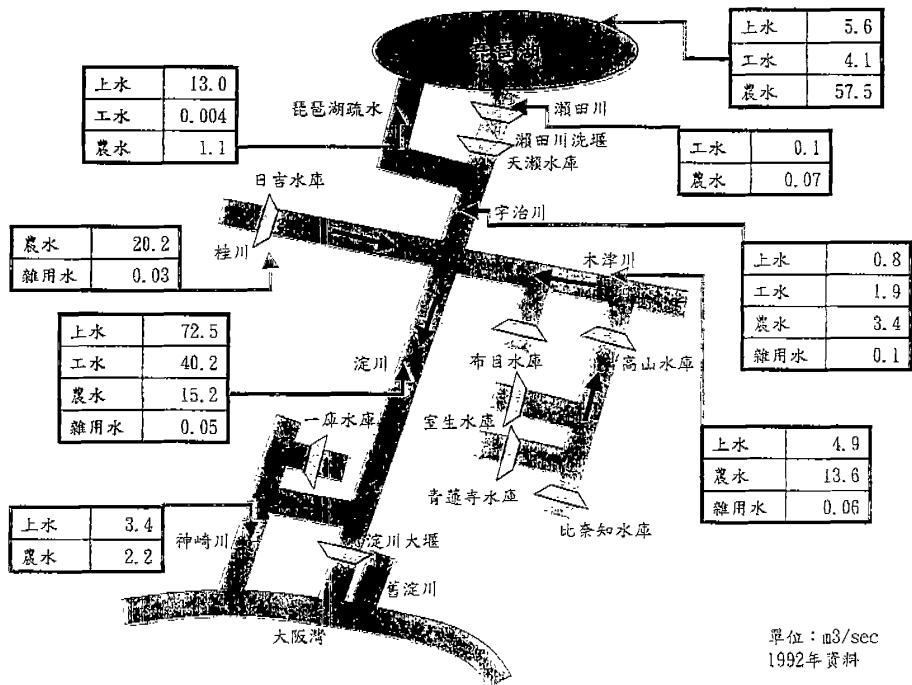 琵琶湖
上水 5.6
工水 4.1
農水 57.5
上水 13.0
工水 0.004
農水 1.1
琵琶湖疏水
瀨田川
瀨田川洗堰
天瀨水庫
工水 0.1
農水 0.07
日吉水庫
宇治川
桂川
農水 20.2
雜用水 0.03
木津川
上水 0.8
工水 1.9
農水 3.4
雜用水 0.1
上水 72.5
工水 40.2
農水 15.2
雜用水 0.05
淀川
布目水庫
高山水庫
一庫水庫
室生水庫
青蓮寺水庫
比奈知水庫
上水 4.9
農水 13.6
雜用水 0.06
上水 3.4
農水 2.2
神崎川
淀川大堰
舊淀川
大阪灣
單位：m3/sec
1992年資料